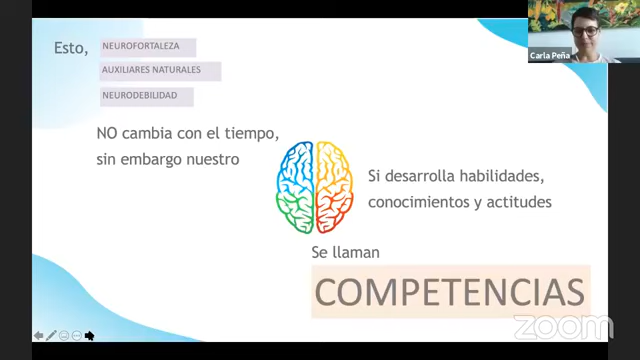 Esto,
NEUROFORTALEZA
AUXILIARES NATURALES
NEURODEBILIDAD
NO cambia con el tiempo,
sin embargo nuestro
Si desarrolla habilidades,
conocimientos y actitudes
Se llaman
COMPETENCIAS
Carla Peña
zoom